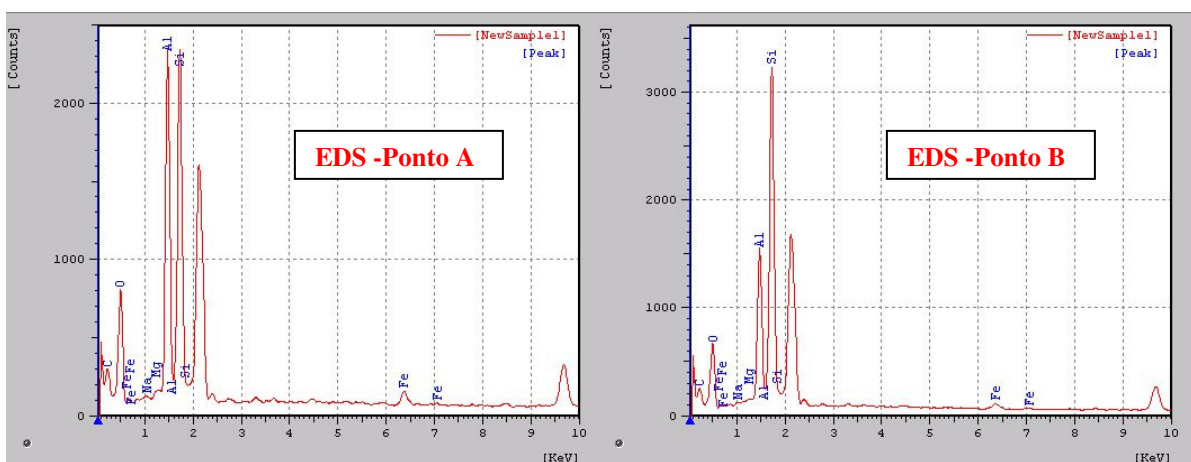 [Counts]
[NewSample1]
[Peak]
EDS -Ponto A
Al
Si
O
C
Fe
Fe
Fe
Na
Mg
Al
Si
Fe
Fe
2000
1000
0
1 2 3 4 5 6 7 8 9 10
[KeV]
[Counts]
[NewSample1]
[Peak]
EDS -Ponto B
Si
Al
O
C
Fe
Fe
Fe
Na
Mg
Al
Si
Fe
Fe
3000
2000
1000
0
1 2 3 4 5 6 7 8 9 10
[KeV]